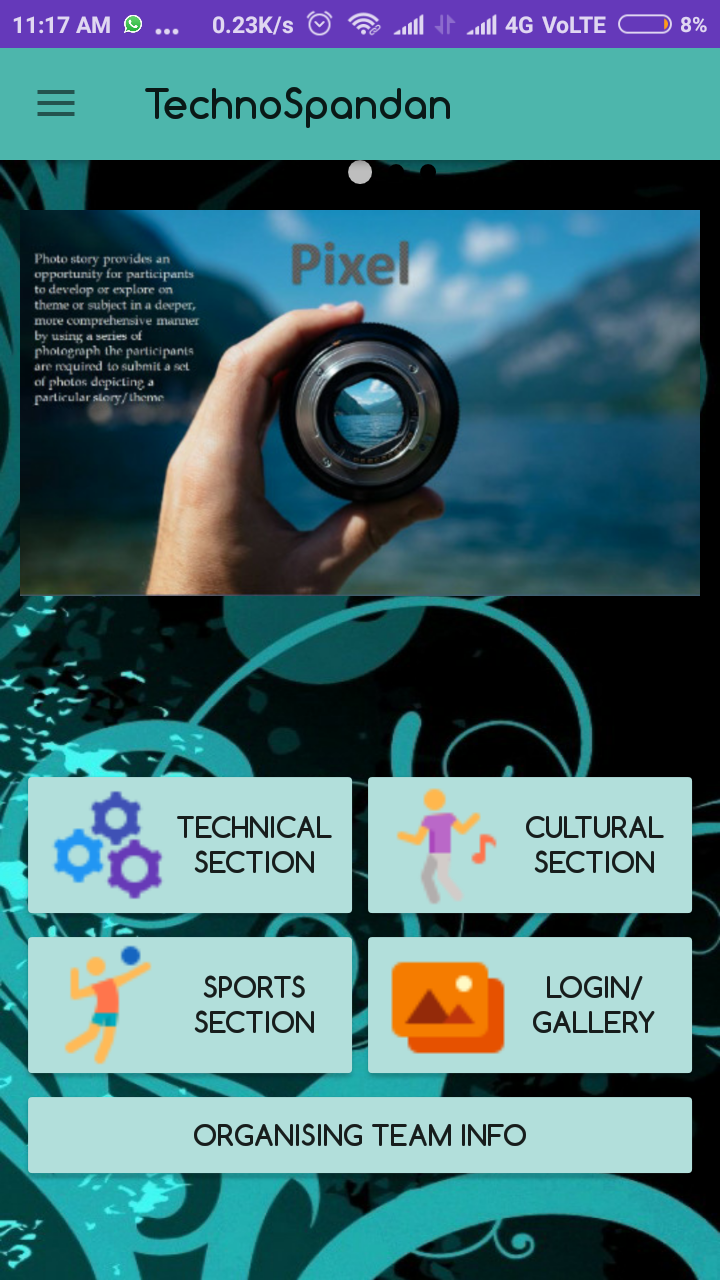 11:17 AM ... 0.23K/s 4G VoLTE 8%
TechnoSpandan
Pixel
Photo story provides an
opportunity for participants
to develop or explore on
theme or subject in a deeper,
more comprehensive manner
by using a series of
photograph the participants
are required to submit a set
of photos depicting a
particular story/theme
TECHNICAL
SECTION
CULTURAL
SECTION
SPORTS
SECTION
LOGIN/
GALLERY
ORGANISING TEAM INFO